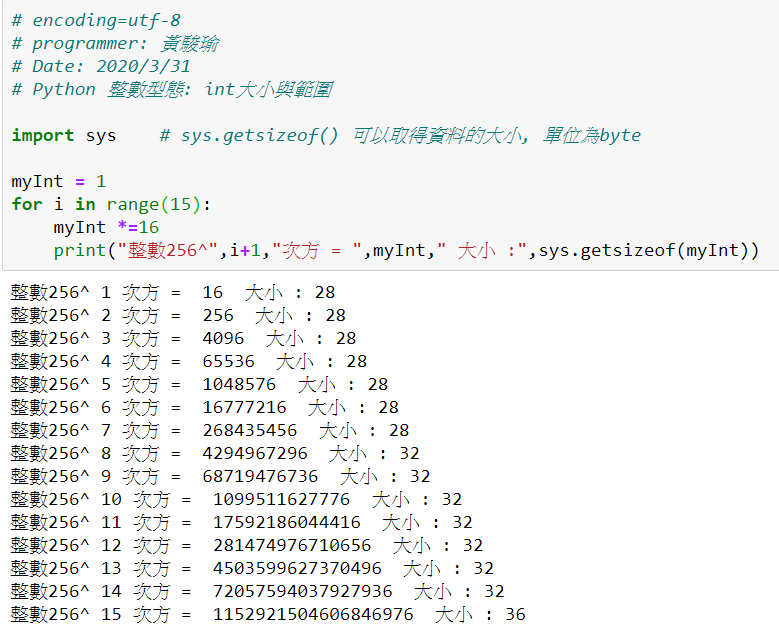 # encoding=utf-8
# programmer: 黃駿瑜
# Date: 2020/3/31
# Python 整數型態: int大小與範圍
import sys    # sys.getsizeof() 可以取得資料的大小, 單位為byte
myInt = 1
for i in range(15):
    myInt *=16
    print("整數256^",i+1,"次方 = ",myInt," 大小 :",sys.getsizeof(myInt))
整數256^ 1 次方 =  16  大小 : 28
整數256^ 2 次方 =  256  大小 : 28
整數256^ 3 次方 =  4096  大小 : 28
整數256^ 4 次方 =  65536  大小 : 28
整數256^ 5 次方 =  1048576  大小 : 28
整數256^ 6 次方 =  16777216  大小 : 28
整數256^ 7 次方 =  268435456  大小 : 28
整數256^ 8 次方 =  4294967296  大小 : 32
整數256^ 9 次方 =  68719476736  大小 : 32
整數256^ 10 次方 =  1099511627776  大小 : 32
整數256^ 11 次方 =  17592186044416  大小 : 32
整數256^ 12 次方 =  281474976710656  大小 : 32
整數256^ 13 次方 =  4503599627370496  大小 : 32
整數256^ 14 次方 =  72057594037927936  大小 : 32
整數256^ 15 次方 =  1152921504606846976  大小 : 36